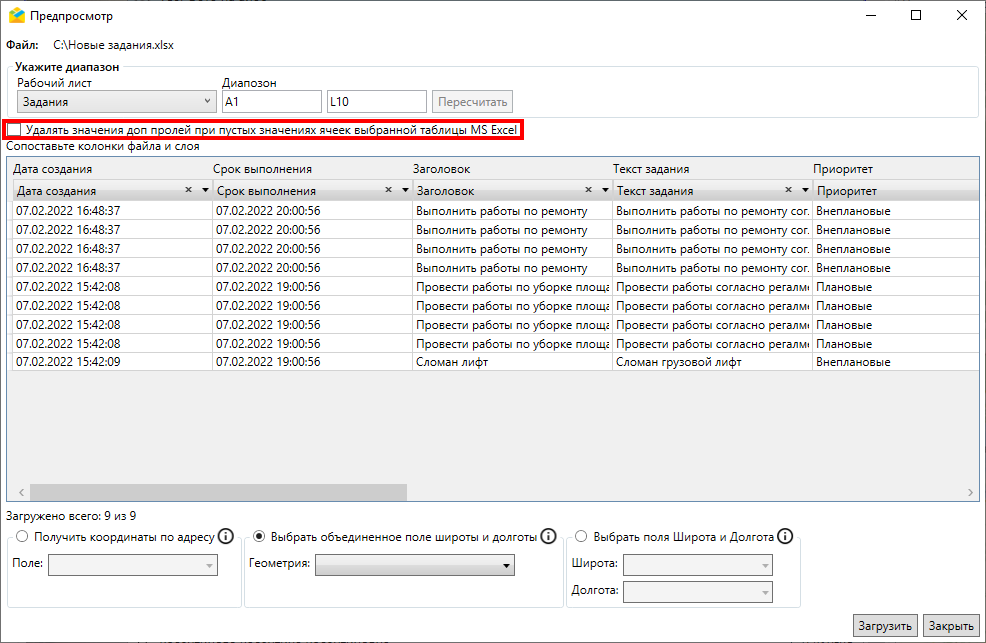 Предпросмотр
Файл: C:\Новые задания.xlsx
Укажите диапазон
Рабочий лист Диапозон
Задания A1 L10 Пересчитать
Удалять значения доп пролей при пустых значениях ячеек выбранной таблицы MS Excel
Сопоставьте колонки файла и слоя
Дата создания Срок выполнения Заголовок Текст задания Приоритет
Дата создания Срок выполнения Заголовок Текст задания Приоритет
07.02.2022 16:48:37 07.02.2022 20:00:56 Выполнить работы по ремонту Выполнить работы по ремонту сог. Внеплановые
07.02.2022 16:48:37 07.02.2022 20:00:56 Выполнить работы по ремонту Выполнить работы по ремонту сог. Внеплановые
07.02.2022 16:48:37 07.02.2022 20:00:56 Выполнить работы по ремонту Выполнить работы по ремонту сог. Внеплановые
07.02.2022 16:48:37 07.02.2022 20:00:56 Выполнить работы по ремонту Выполнить работы по ремонту сог. Внеплановые
07.02.2022 15:42:08 07.02.2022 19:00:56 Провести работы по уборке площа Провести работы согласно регалме Плановые
07.02.2022 15:42:08 07.02.2022 19:00:56 Провести работы по уборке площа Провести работы согласно регалме Плановые
07.02.2022 15:42:08 07.02.2022 19:00:56 Провести работы по уборке площа Провести работы согласно регалме Плановые
07.02.2022 15:42:08 07.02.2022 19:00:56 Провести работы по уборке площа Провести работы согласно регалме Плановые
07.02.2022 15:42:09 07.02.2022 19:00:56 Сломан лифт Сломан грузовой лифт Внеплановые
Загружено всего: 9 из 9
Получить координаты по адресу Выбрать объединенное поле широты и долготы Выбрать поля Широта и Долгота
Поле: Геометрия: Широта:
Долгота:
Загрузить Закрыть